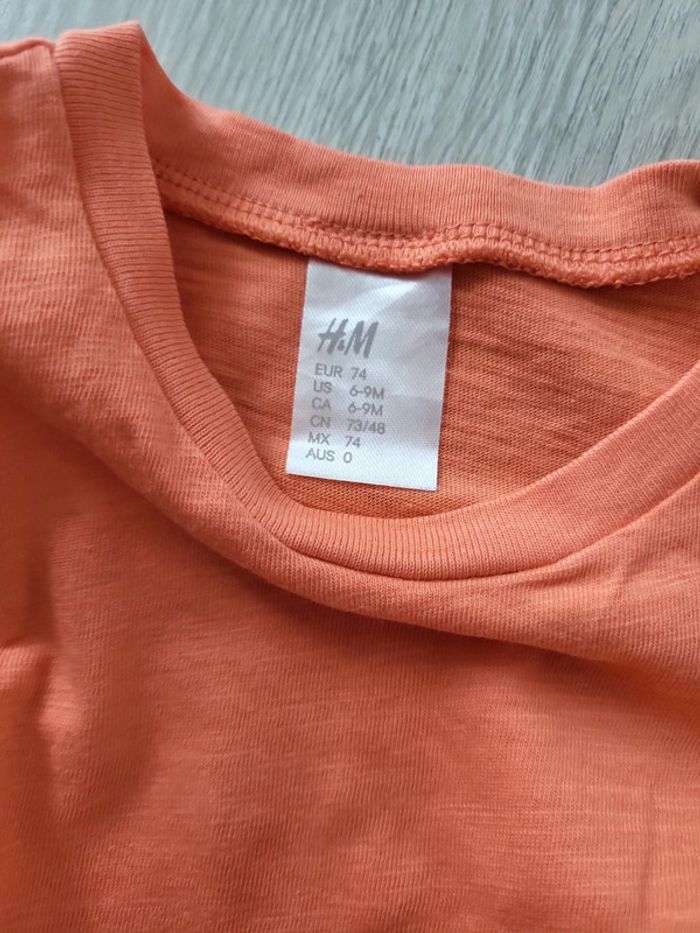 H&M
EUR 74
US 6-9M
CA 6-9M
CN 73/48
MX 74
AUS 0